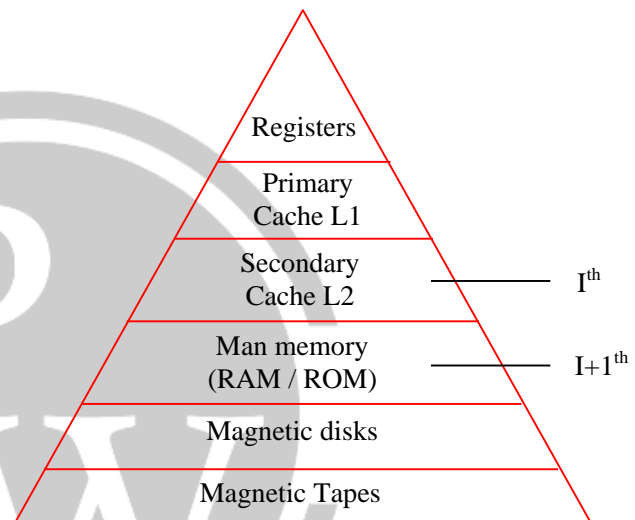 Registers
Primary
Cache L1
Secondary
Cache L2
Ith
Man memory
(RAM / ROM)
I+1th
Magnetic disks
Magnetic Tapes